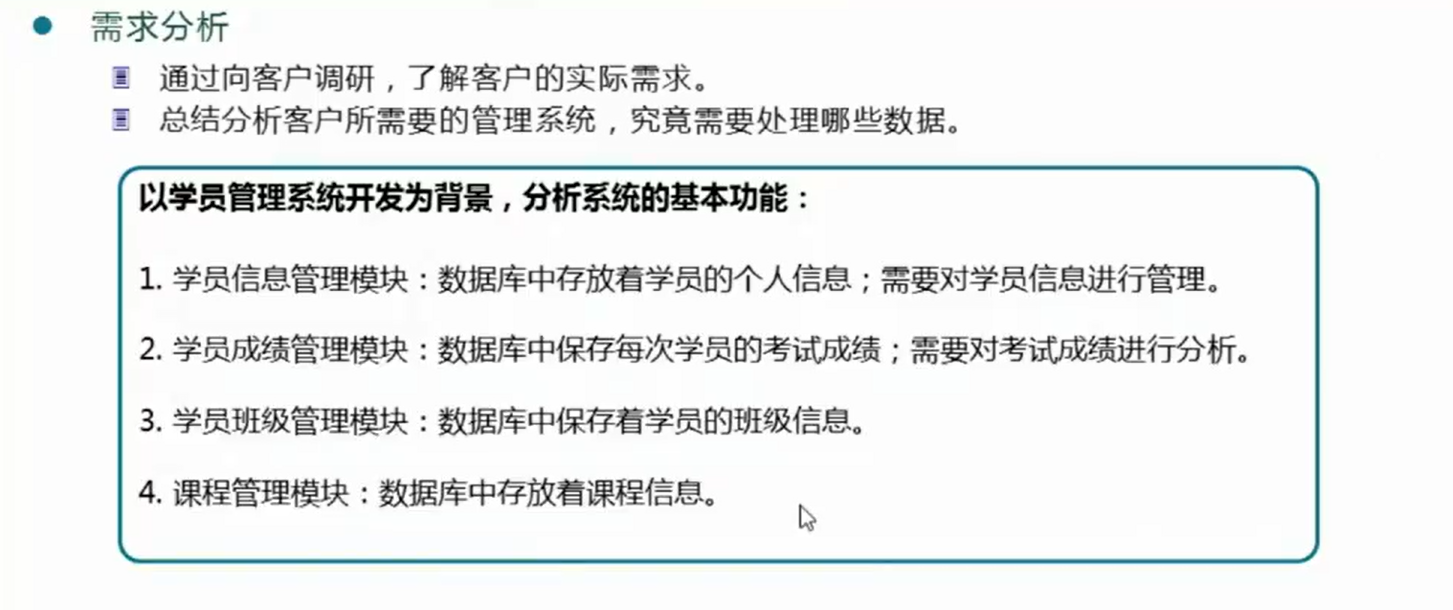 需求分析
通过向客户调研，了解客户的实际需求。
总结分析客户所需要的管理系统，究竟需要处理哪些数据。
以学员管理系统开发为背景，分析系统的基本功能：
1. 学员信息管理模块：数据库中存放着学员的个人信息；需要对学员信息进行管理。
2. 学员成绩管理模块：数据库中保存每次学员的考试成绩；需要对考试成绩进行分析。
3. 学员班级管理模块：数据库中保存着学员的班级信息。
4. 课程管理模块：数据库中存放着课程信息。